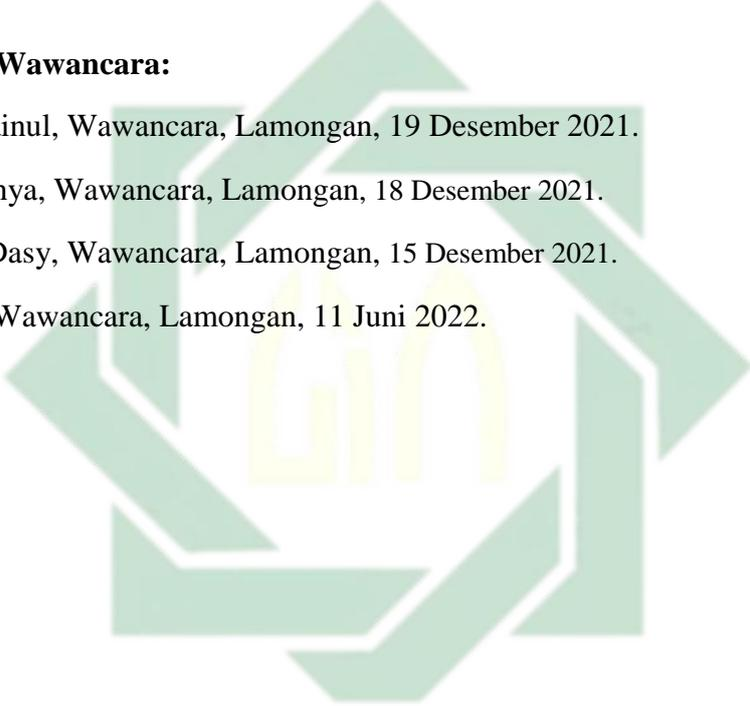 Wawancara:
inul, Wawancara, Lamongan, 19 Desember 2021.
nya, Wawancara, Lamongan, 18 Desember 2021.
Dasy, Wawancara, Lamongan, 15 Desember 2021.
Wawancara, Lamongan, 11 Juni 2022.